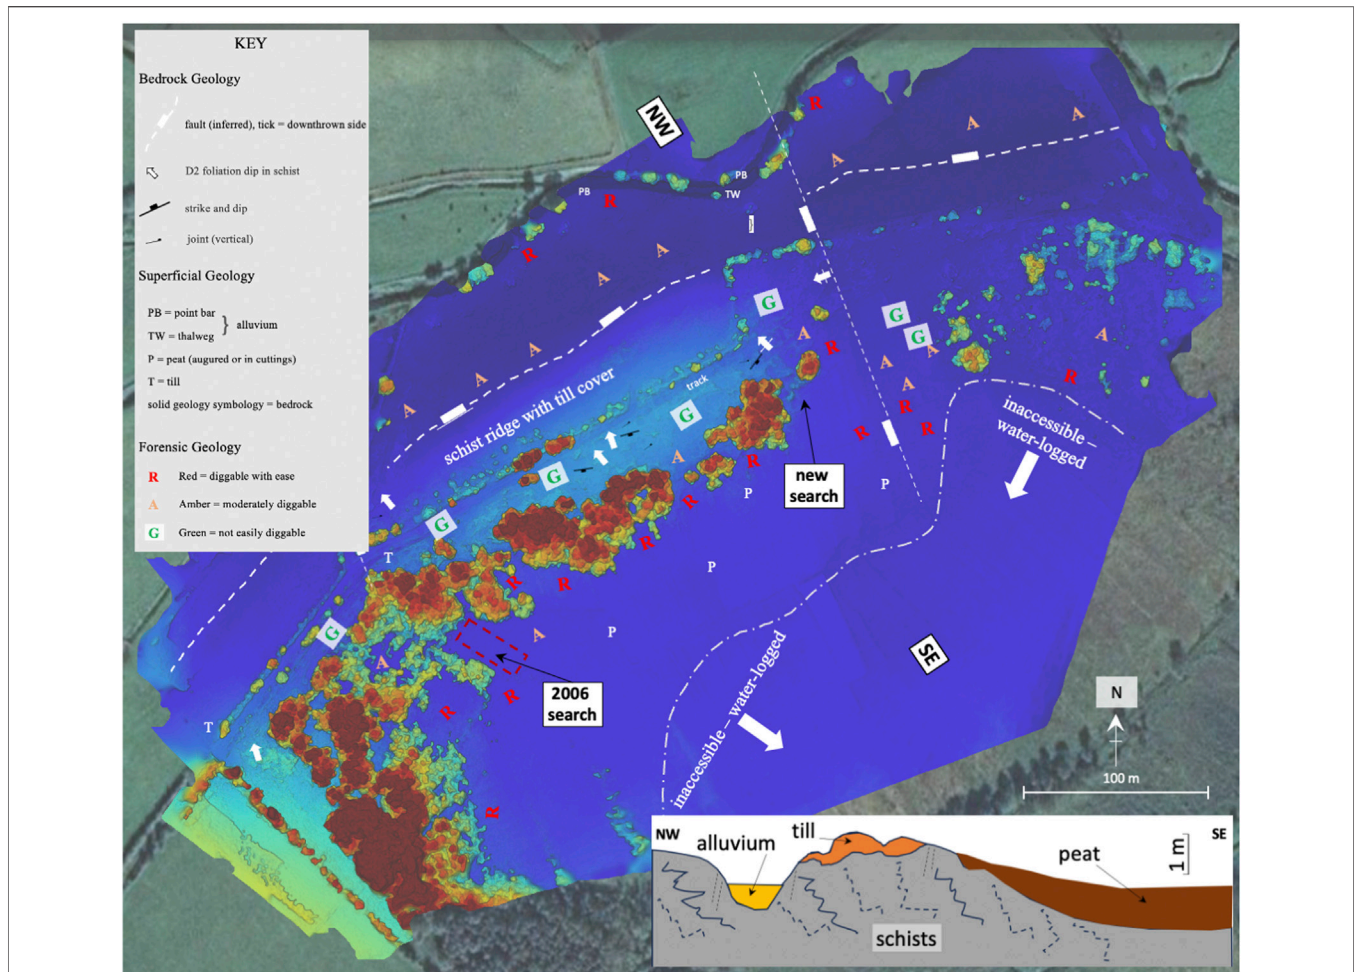 KEY
Bedrock Geology
fault (inferred), tick = downthrown side
D2 foliation dip in schist
strike and dip
joint (vertical)
Superficial Geology
PB = point bar
TW = thalweg
} alluvium
P = peat (augured or in cuttings)
T = till
solid geology symbology = bedrock
Forensic Geology
R Red = diggable with ease
A Amber = moderately diggable
G Green = not easily diggable
NW
R
A
A
A
PB
PB
TW
R
R
A
A
A
A
A
G
G
G
A
A
A
R
A
A
R
R
R
R
track
schist ridge with till cover
G
G
G
G
A
R
R
R
R
R
inaccessible –
water-logged
new
search
P
P
P
P
T
A
A
R
R
R
2006
search
T
SE
inaccessible – water-logged
N
100 m
NW
SE
alluvium
till
peat
1 m
schists